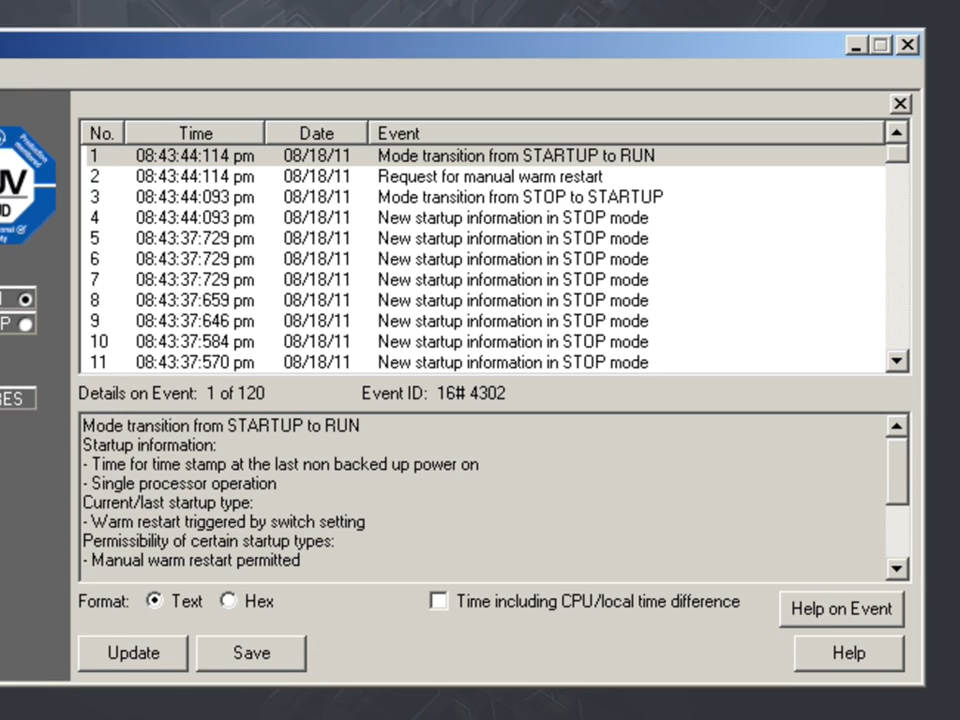 No. Time Date Event
1 08:43:44:114 pm 08/18/11 Mode transition from STARTUP to RUN
2 08:43:44:114 pm 08/18/11 Request for manual warm restart
3 08:43:44:093 pm 08/18/11 Mode transition from STOP to STARTUP
4 08:43:44:093 pm 08/18/11 New startup information in STOP mode
5 08:43:37:729 pm 08/18/11 New startup information in STOP mode
6 08:43:37:729 pm 08/18/11 New startup information in STOP mode
7 08:43:37:729 pm 08/18/11 New startup information in STOP mode
8 08:43:37:659 pm 08/18/11 New startup information in STOP mode
9 08:43:37:646 pm 08/18/11 New startup information in STOP mode
10 08:43:37:584 pm 08/18/11 New startup information in STOP mode
11 08:43:37:570 pm 08/18/11 New startup information in STOP mode
Details on Event: 1 of 120 Event ID: 16# 4302
Mode transition from STARTUP to RUN
Startup information:
- Time for time stamp at the last non backed up power on
- Single processor operation
Current/last startup type:
- Warm restart triggered by switch setting
Permissibility of certain startup types:
- Manual warm restart permitted
Format: Text Hex Time including CPU/local time difference Help on Event
Update Save Help